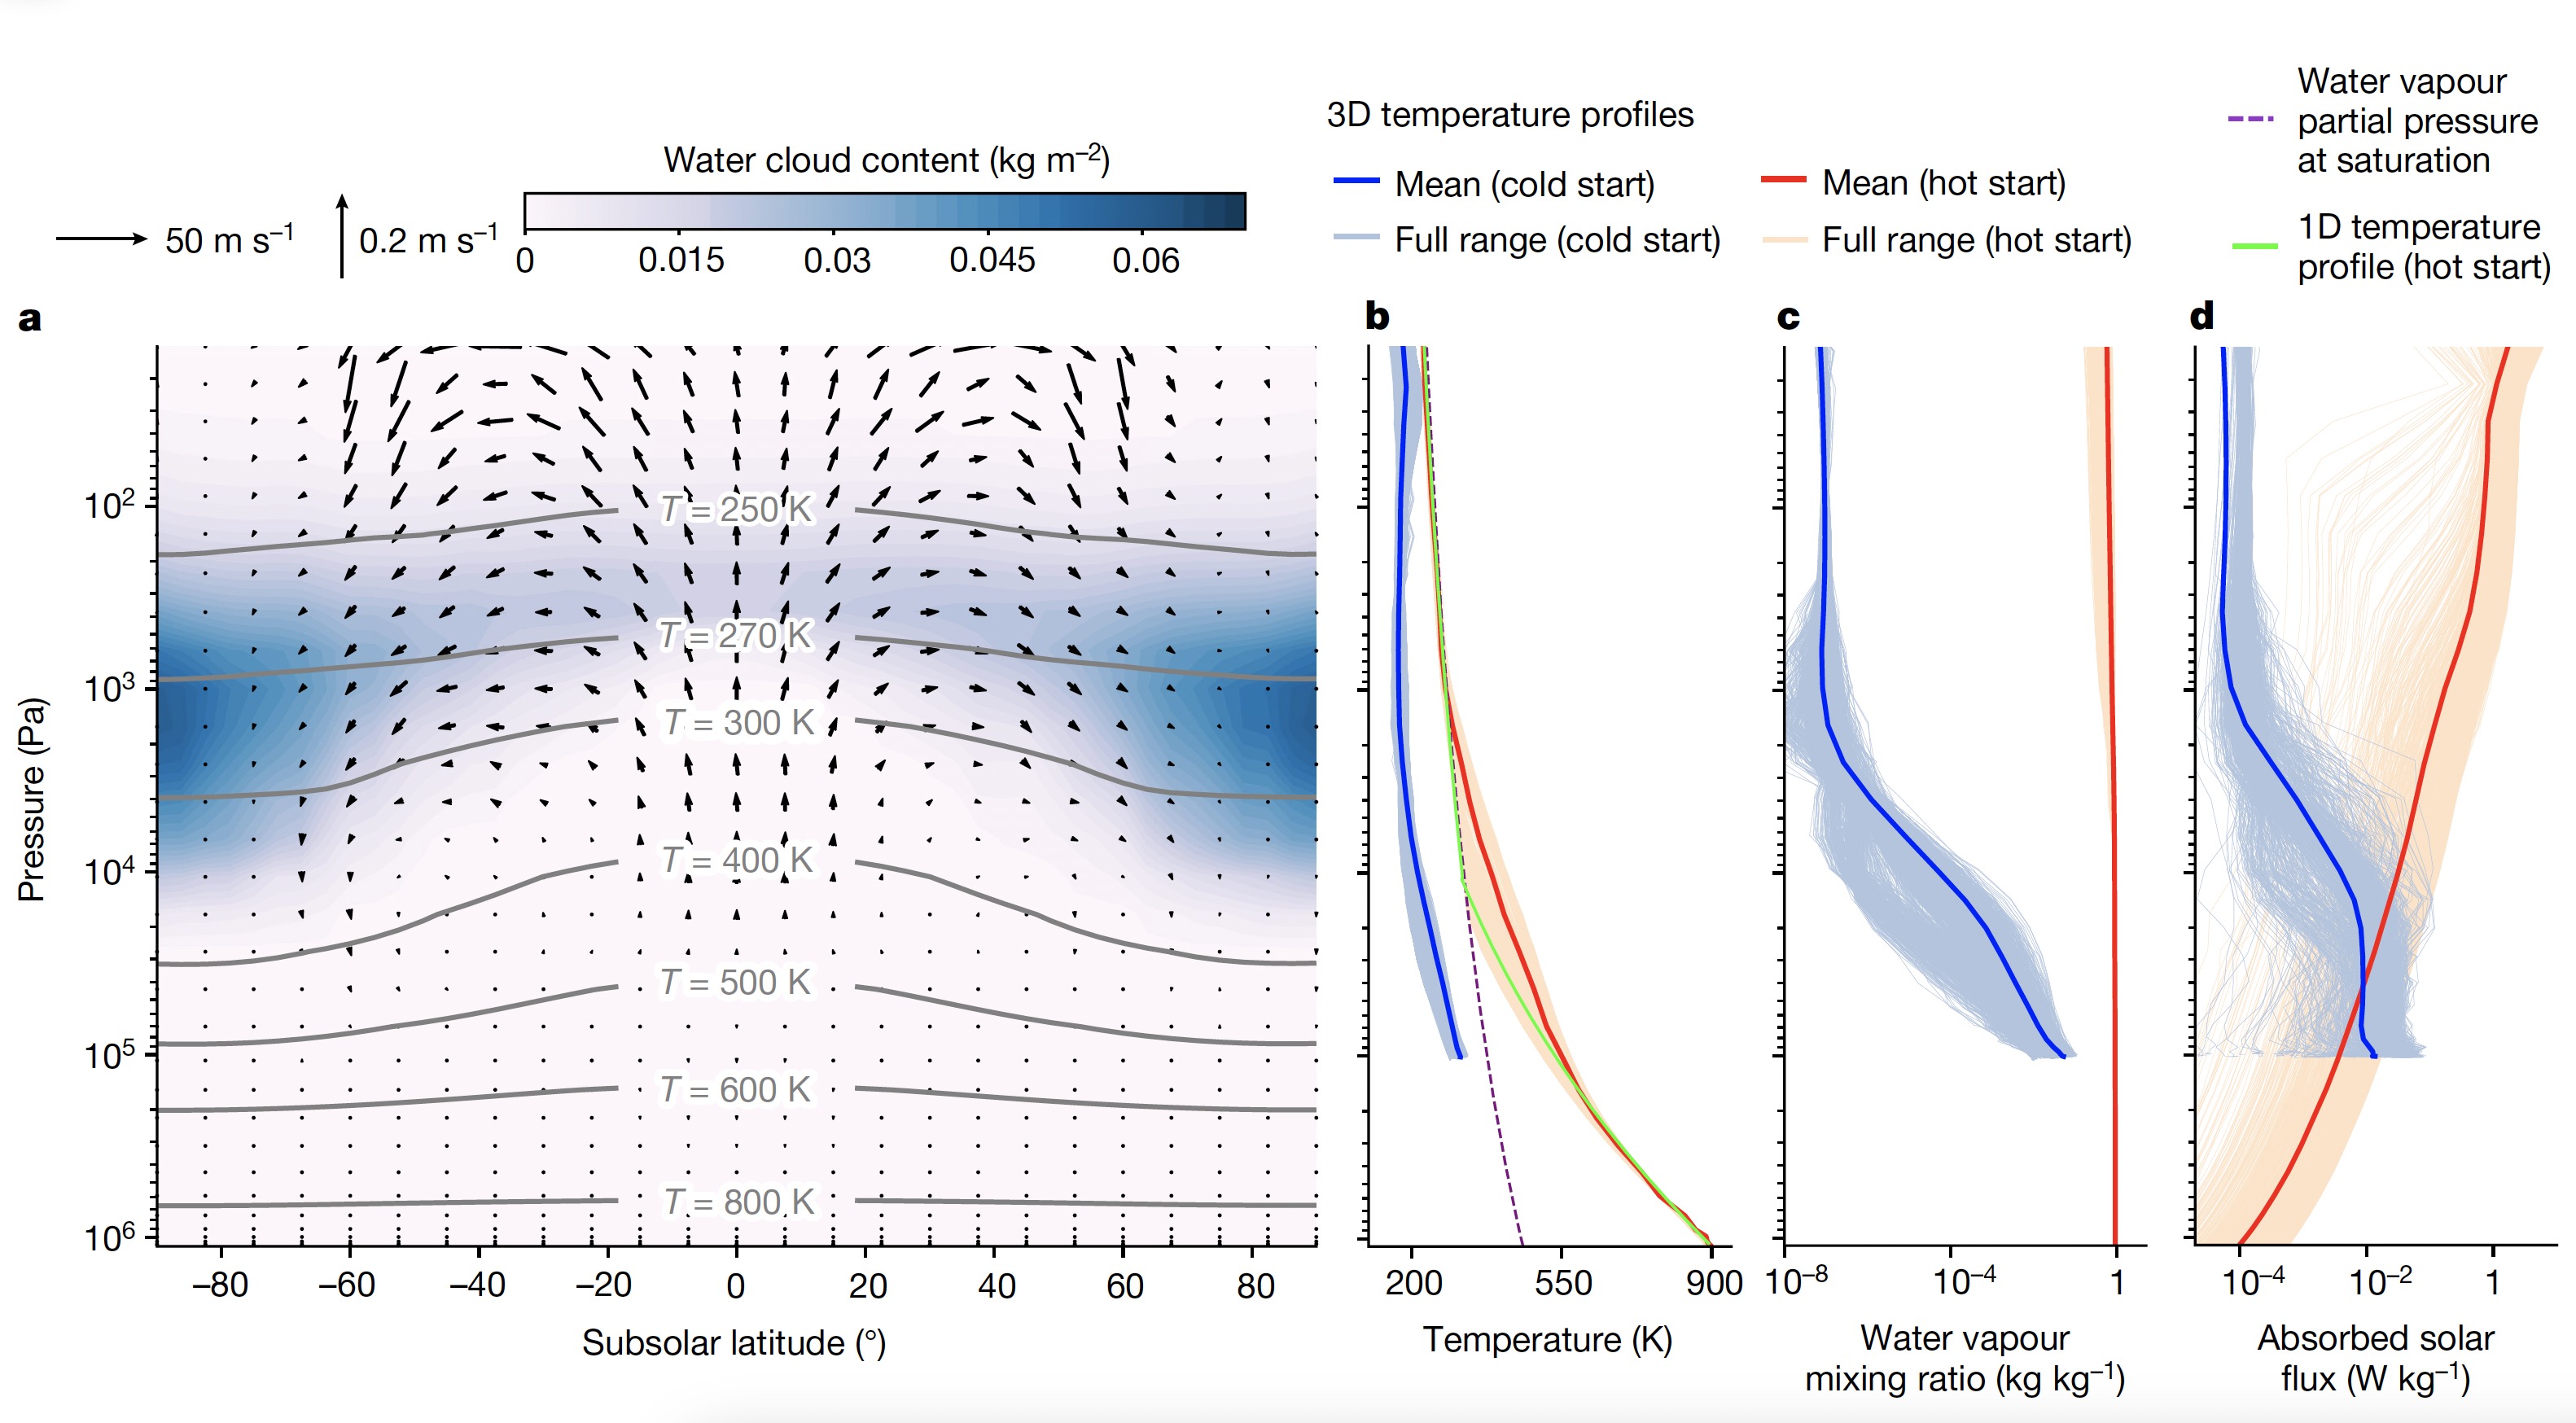 Water cloud content (kg m⁻²)
50 m s⁻¹
0.2 m s⁻¹
0 0.015 0.03 0.045 0.06
3D temperature profiles
Mean (cold start)
Full range (cold start)
Mean (hot start)
Full range (hot start)
Water vapour
partial pressure
at saturation
1D temperature
profile (hot start)
a
Pressure (Pa)
10²
10³
10⁴
10⁵
10⁶
T = 250 K
T = 270 K
T = 300 K
T = 400 K
T = 500 K
T = 600 K
T = 800 K
–80 –60 –40 –20 0 20 40 60 80
Subsolar latitude (°)
b
200 550 900
Temperature (K)
c
10⁻⁸ 10⁻⁴ 1
Water vapour
mixing ratio (kg kg⁻¹)
d
10⁻⁴ 10⁻² 1
Absorbed solar
flux (W kg⁻¹)